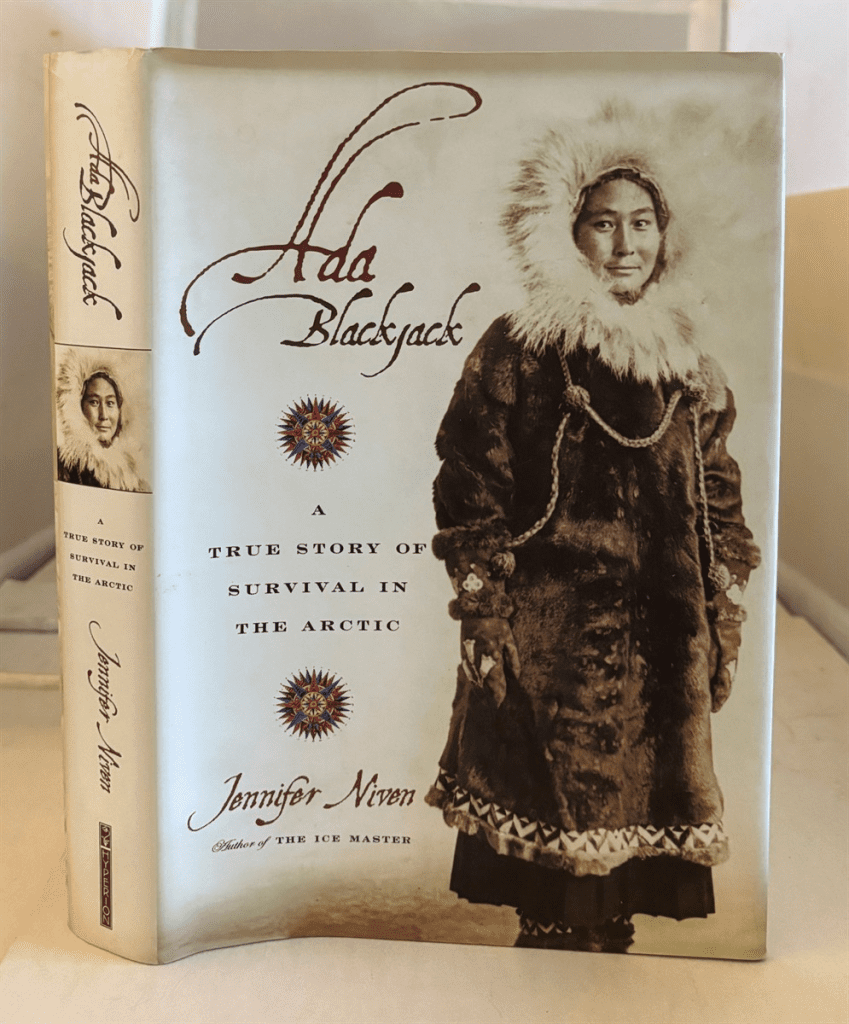 Ada
Blackjack
A
TRUE STORY OF
SURVIVAL IN
THE ARCTIC
Jennifer Niven
Author of THE ICE MASTER
Ada Blackjack
A
TRUE STORY OF
SURVIVAL IN
THE ARCTIC
Jennifer Niven
HYPERION